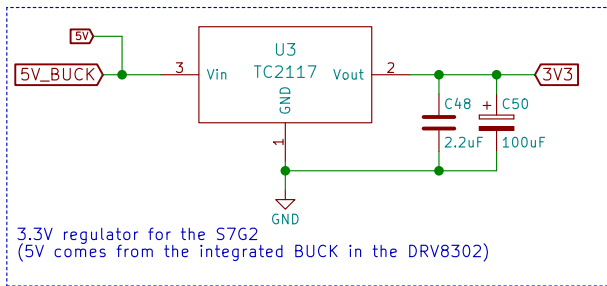 5V
5V_BUCK
3
Vin
U3
TC2117
GND
Vout
2
3V3
1
C48
2.2uF
+
C50
100uF
GND
3.3V regulator for the S7G2
(5V comes from the integrated BUCK in the DRV8302)